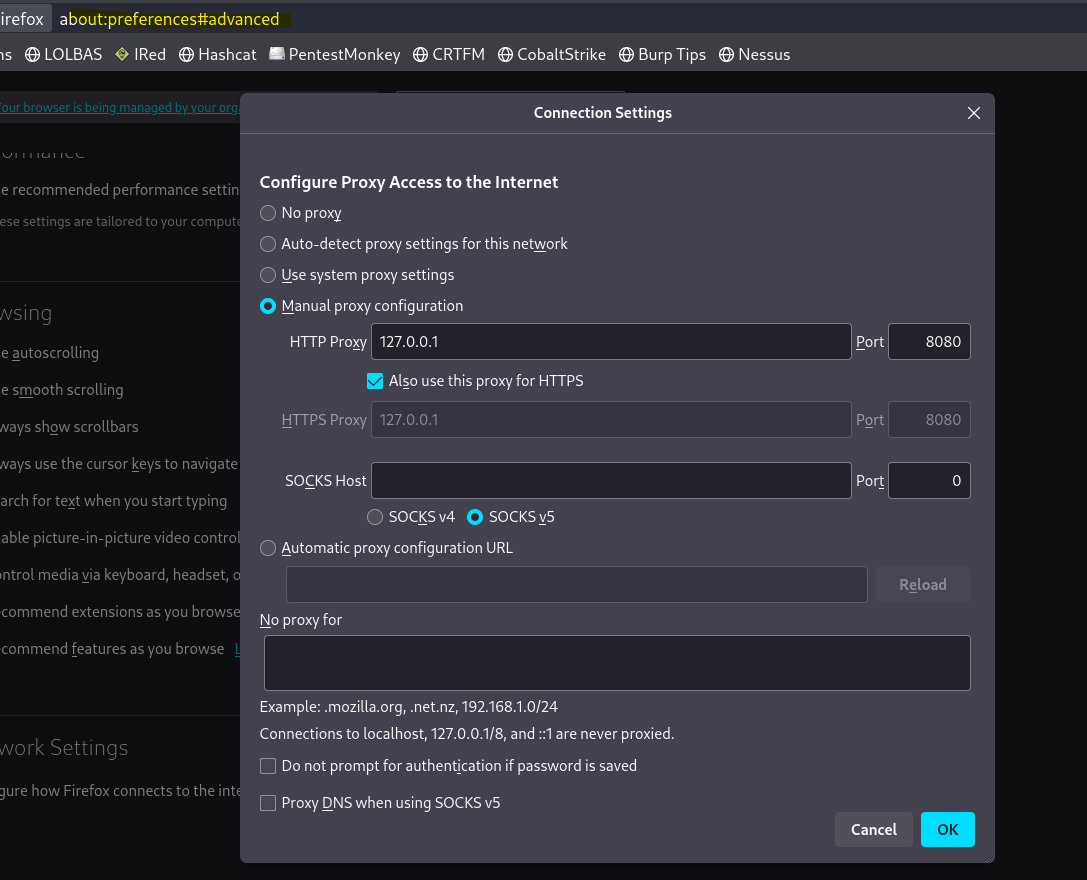 irefox about:preferences#advanced
ns LOLBAS IRed Hashcat PentestMonkey CRTFM CobaltStrike Burp Tips Nessus
our browser is being managed by your orga
Connection Settings
Configure Proxy Access to the Internet
e recommended performance settin
No proxy
ese settings are tailored to your compute
Auto-detect proxy settings for this network
Use system proxy settings
wsing
Manual proxy configuration
HTTP Proxy 127.0.0.1 Port 8080
e autoscrolling
Also use this proxy for HTTPS
e smooth scrolling
HTTPS Proxy 127.0.0.1 Port 8080
ways show scrollbars
ways use the cursor keys to navigate
SOCKS Host Port 0
arch for text when you start typing
SOCKS v4 SOCKS v5
able picture-in-picture video control
Automatic proxy configuration URL
ontrol media via keyboard, headset, o
Reload
ecommend extensions as you browse
No proxy for
ecommend features as you browse L
Example: .mozilla.org, .net.nz, 192.168.1.0/24
Connections to localhost, 127.0.0.1/8, and ::1 are never proxied.
work Settings
Do not prompt for authentication if password is saved
gure how Firefox connects to the inte
Proxy DNS when using SOCKS v5
Cancel OK